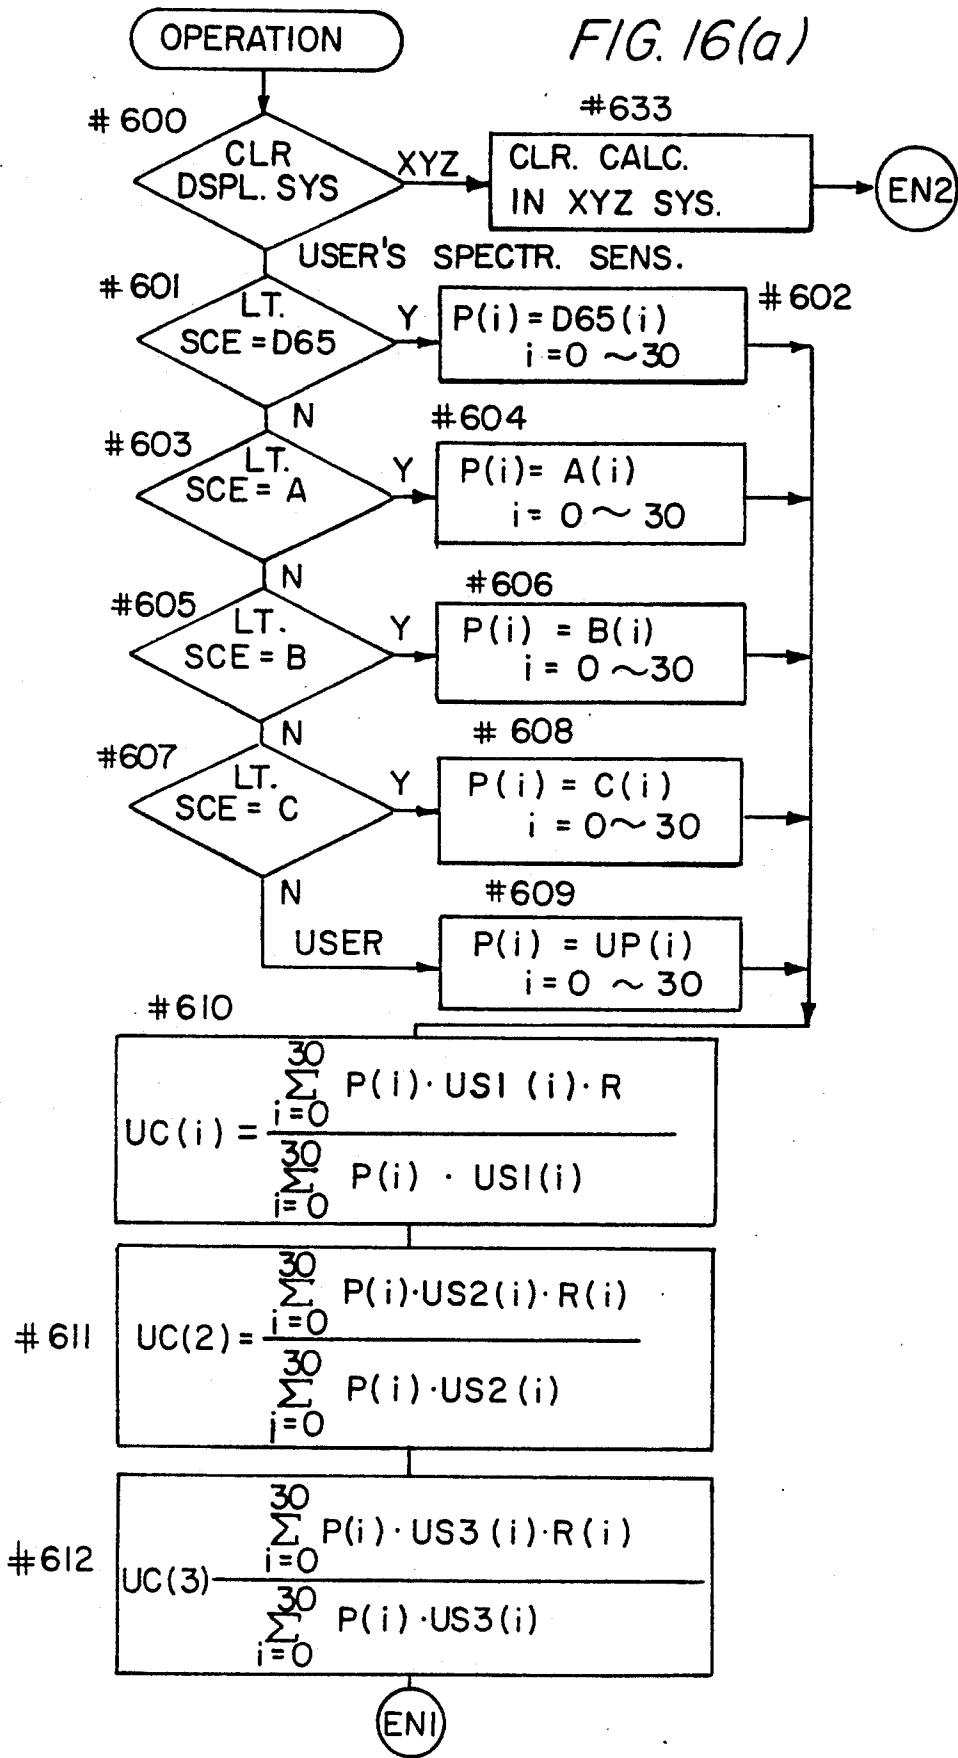 OPERATION
FIG. 16(a)
#600
CLR
DSPL. SYS
XYZ
#633
CLR. CALC.
IN XYZ SYS.
EN2
USER'S SPECTR. SENS.
#601
LT.
SCE = D65
Y
P(i) = D65(i)
i = 0 ~ 30
#602
N
#603
LT.
SCE = A
Y
#604
P(i) = A(i)
i = 0 ~ 30
N
#605
LT.
SCE = B
Y
#606
P(i) = B(i)
i = 0 ~ 30
N
#607
LT.
SCE = C
Y
#608
P(i) = C(i)
i = 0 ~ 30
N
USER
#609
P(i) = UP(i)
i = 0 ~ 30
#610
30
Σ P(i)·US1(i)·R
i=0
UC(i) =
30
Σ P(i) · US1(i)
i=0
#611
30
Σ P(i)·US2(i)·R(i)
i=0
UC(2) =
30
Σ P(i)·US2(i)
i=0
#612
30
Σ P(i)·US3(i)·R(i)
i=0
UC(3)
30
Σ P(i)·US3(i)
i=0
EN1